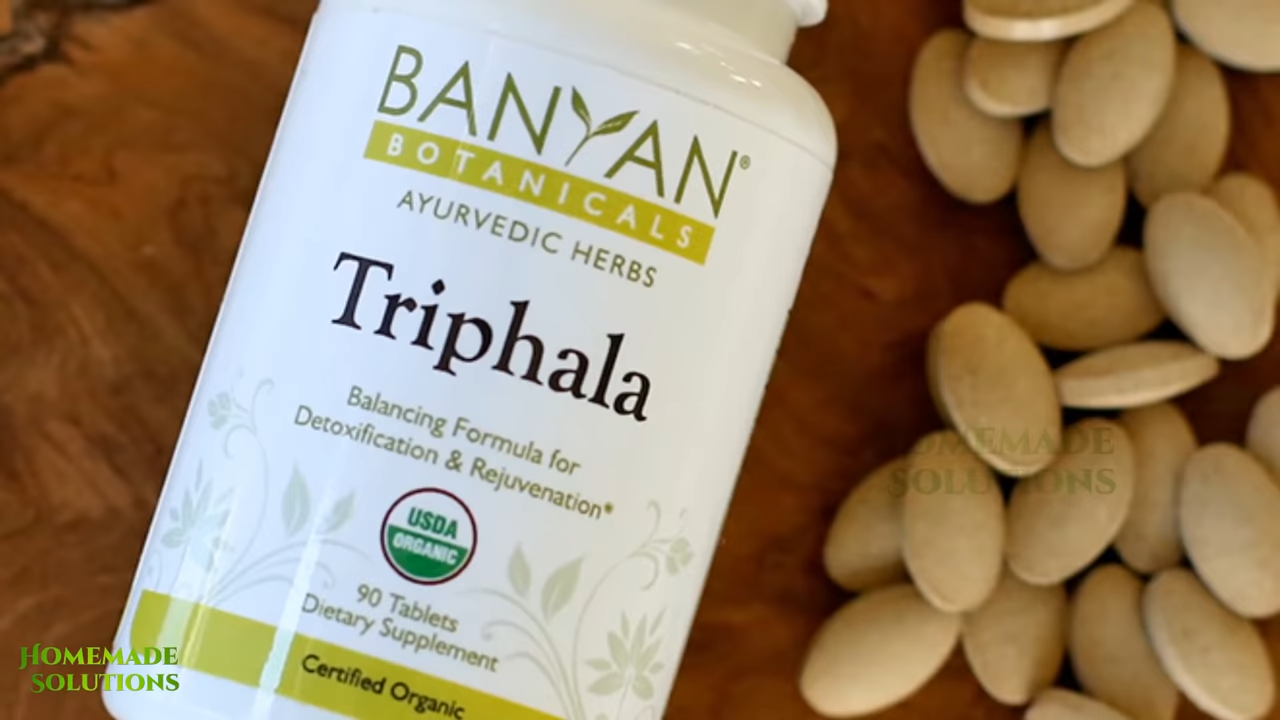 BANYAN®
BOTANICALS
AYURVEDIC HERBS
Triphala
Balancing Formula for
Detoxification & Rejuvenation*
USDA
ORGANIC
90 Tablets
Dietary Supplement
Certified Organic
HOMEMADE
SOLUTIONS
HOMEMADE
SOLUTIONS